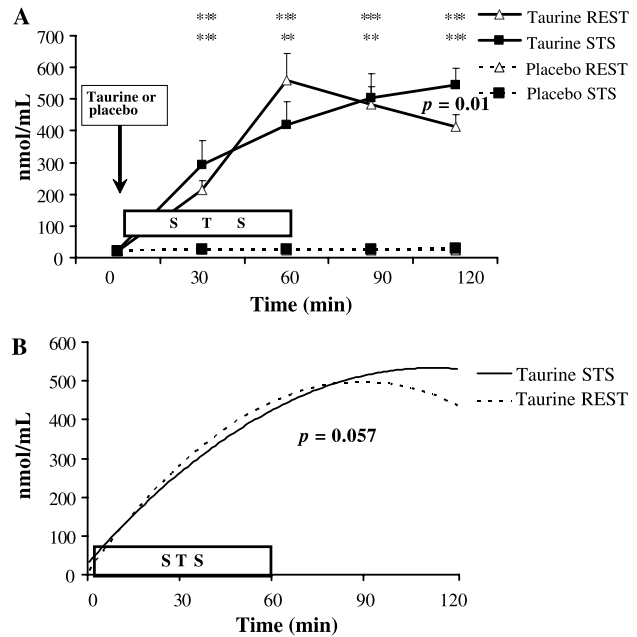 A
*** *** *** ***
*** ** ** ***
Taurine REST
Taurine STS
Placebo REST
Placebo STS
700
600
500
400
300
200
100
0
nmol/mL
Taurine or
placebo
p = 0.01
S T S
0 30 60 90 120
Time (min)
B
600
500
400
300
200
100
0
nmol/mL
Taurine STS
Taurine REST
p = 0.057
S T S
0 30 60 90 120
Time (min)